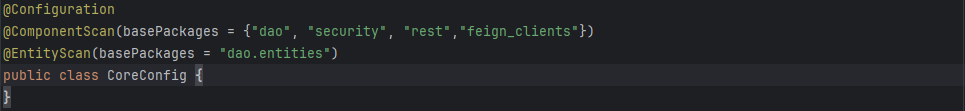 @Configuration
@ComponentScan(basePackages = {"dao", "security", "rest","feign_clients"})
@EntityScan(basePackages = "dao.entities")
public class CoreConfig {
}